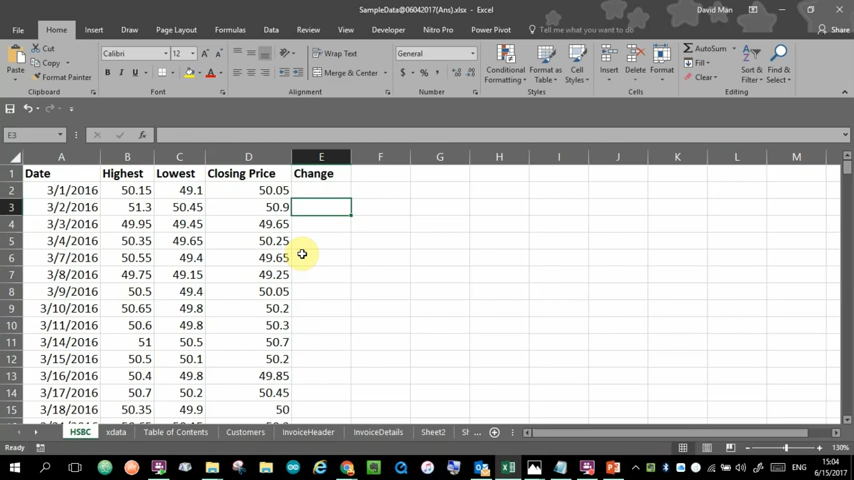 SampleData@06042017(Ans).xlsx - Excel
David Man
File Home Insert Draw Page Layout Formulas Data Review View Developer Nitro Pro Power Pivot Tell me what you want to do Share
Cut
Copy
Format Painter
Paste
Calibri 12
B I U
Wrap Text
Merge & Center
General
$ % ,
Conditional Formatting
Format as Table
Cell Styles
Insert Delete Format
AutoSum
Fill
Clear
Sort & Filter
Find & Select
Clipboard Font Alignment Number Styles Cells Editing
E3 fx
A B C D E F G H I J K L M
1 Date Highest Lowest Closing Price Change
2 3/1/2016 50.15 49.1 50.05
3 3/2/2016 51.3 50.45 50.9
4 3/3/2016 49.95 49.45 49.65
5 3/4/2016 50.35 49.65 50.25
6 3/7/2016 50.55 49.4 49.65
7 3/8/2016 49.75 49.15 49.25
8 3/9/2016 50.5 49.4 50.05
9 3/10/2016 50.65 49.8 50.2
10 3/11/2016 50.6 49.8 50.3
11 3/14/2016 51 50.5 50.7
12 3/15/2016 50.5 50.1 50.2
13 3/16/2016 50.4 49.8 49.85
14 3/17/2016 50.7 50.2 50.45
15 3/18/2016 50.35 49.9 50
HSBC xdata Table of Contents Customers InvoiceHeader InvoiceDetails Sheet2 ...
Ready
130%
ENG
15:04
6/15/2017